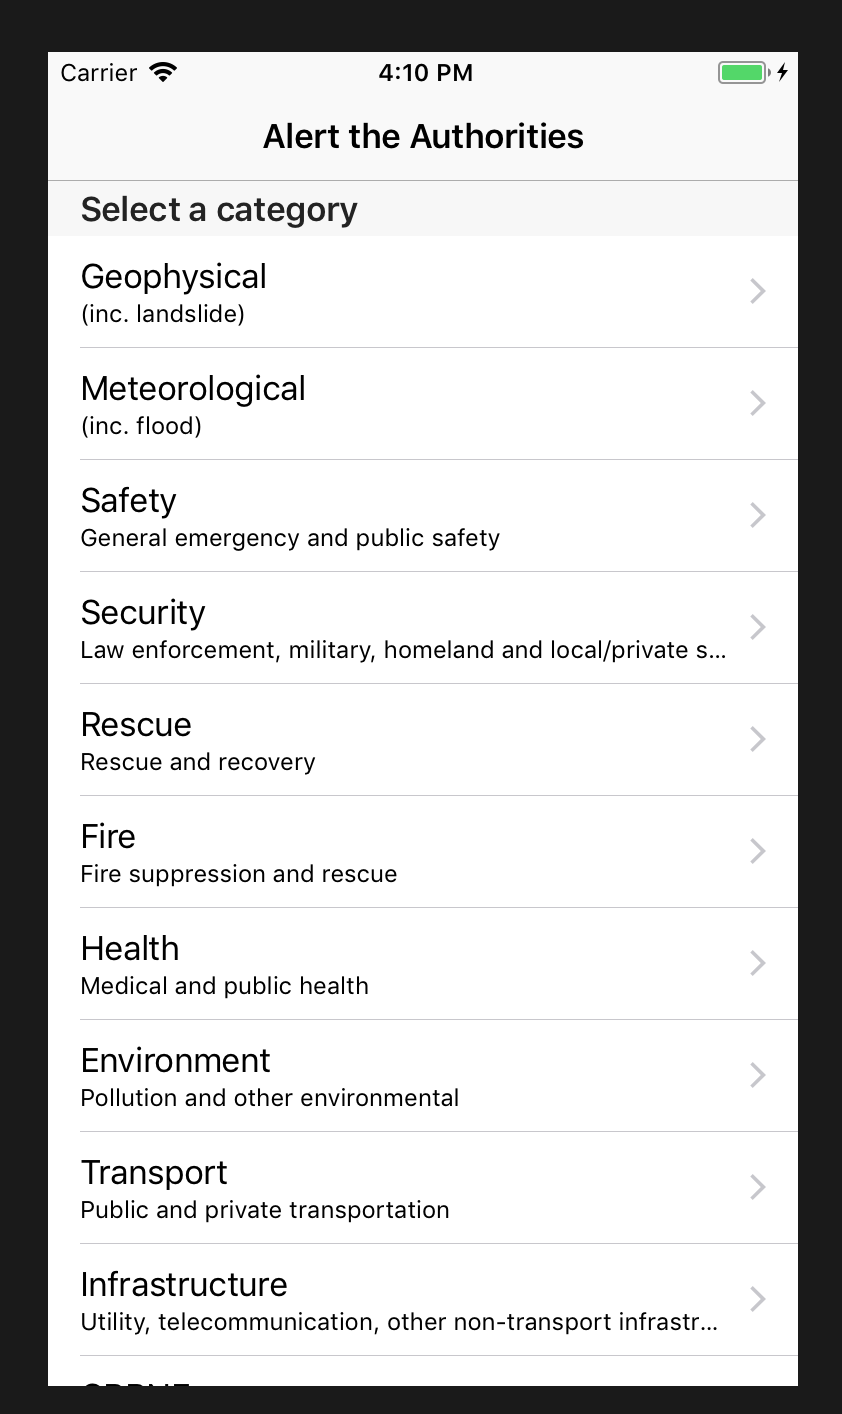 Carrier 4:10 PM
Alert the Authorities
Select a category
Geophysical
(inc. landslide)
Meteorological
(inc. flood)
Safety
General emergency and public safety
Security
Law enforcement, military, homeland and local/private s...
Rescue
Rescue and recovery
Fire
Fire suppression and rescue
Health
Medical and public health
Environment
Pollution and other environmental
Transport
Public and private transportation
Infrastructure
Utility, telecommunication, other non-transport infrastr...